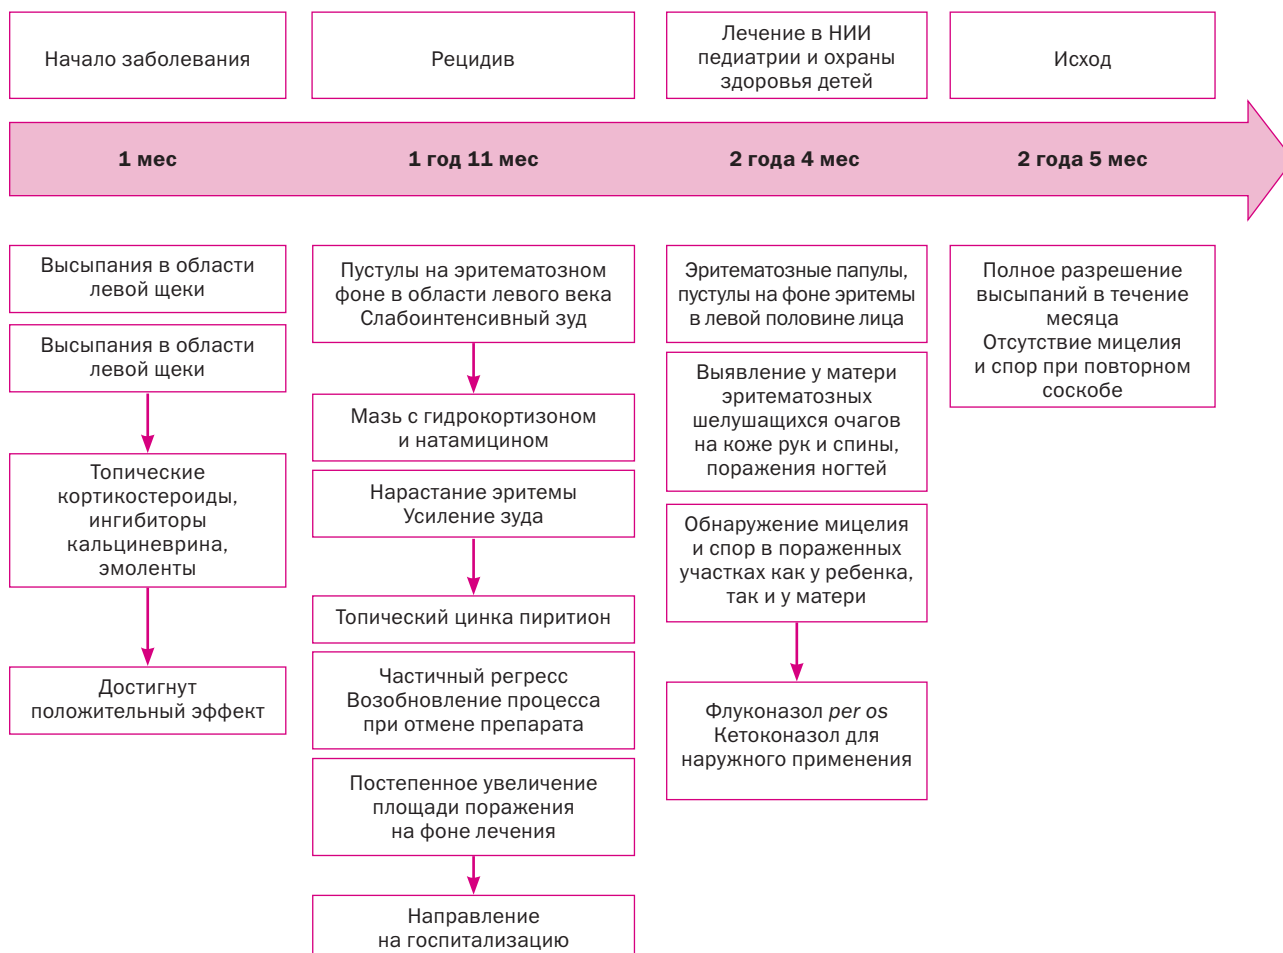 Начало заболевания
Рецидив
Лечение в НИИ
педиатрии и охраны
здоровья детей
Исход
1 мес
1 год 11 мес
2 года 4 мес
2 года 5 мес
Высыпания в области
левой щеки
Высыпания в области
левой щеки
Топические
кортикостероиды,
ингибиторы
кальциневрина,
эмоленты
Достигнут
положительный эффект
Пустулы на эритематозном
фоне в области левого века
Слабоинтенсивный зуд
Мазь с гидрокортизоном
и натамицином
Нарастание эритемы
Усиление зуда
Топический цинка пиритион
Частичный регресс
Возобновление процесса
при отмене препарата
Постепенное увеличение
площади поражения
на фоне лечения
Направление
на госпитализацию
Эритематозные папулы,
пустулы на фоне эритемы
в левой половине лица
Выявление у матери
эритематозных
шелушащихся очагов
на коже рук и спины,
поражения ногтей
Обнаружение мицелия
и спор в пораженных
участках как у ребенка,
так и у матери
Флуконазол per os
Кетоконазол для
наружного применения
Полное разрешение
высыпаний в течение
месяца
Отсутствие мицелия
и спор при повторном
соскобе